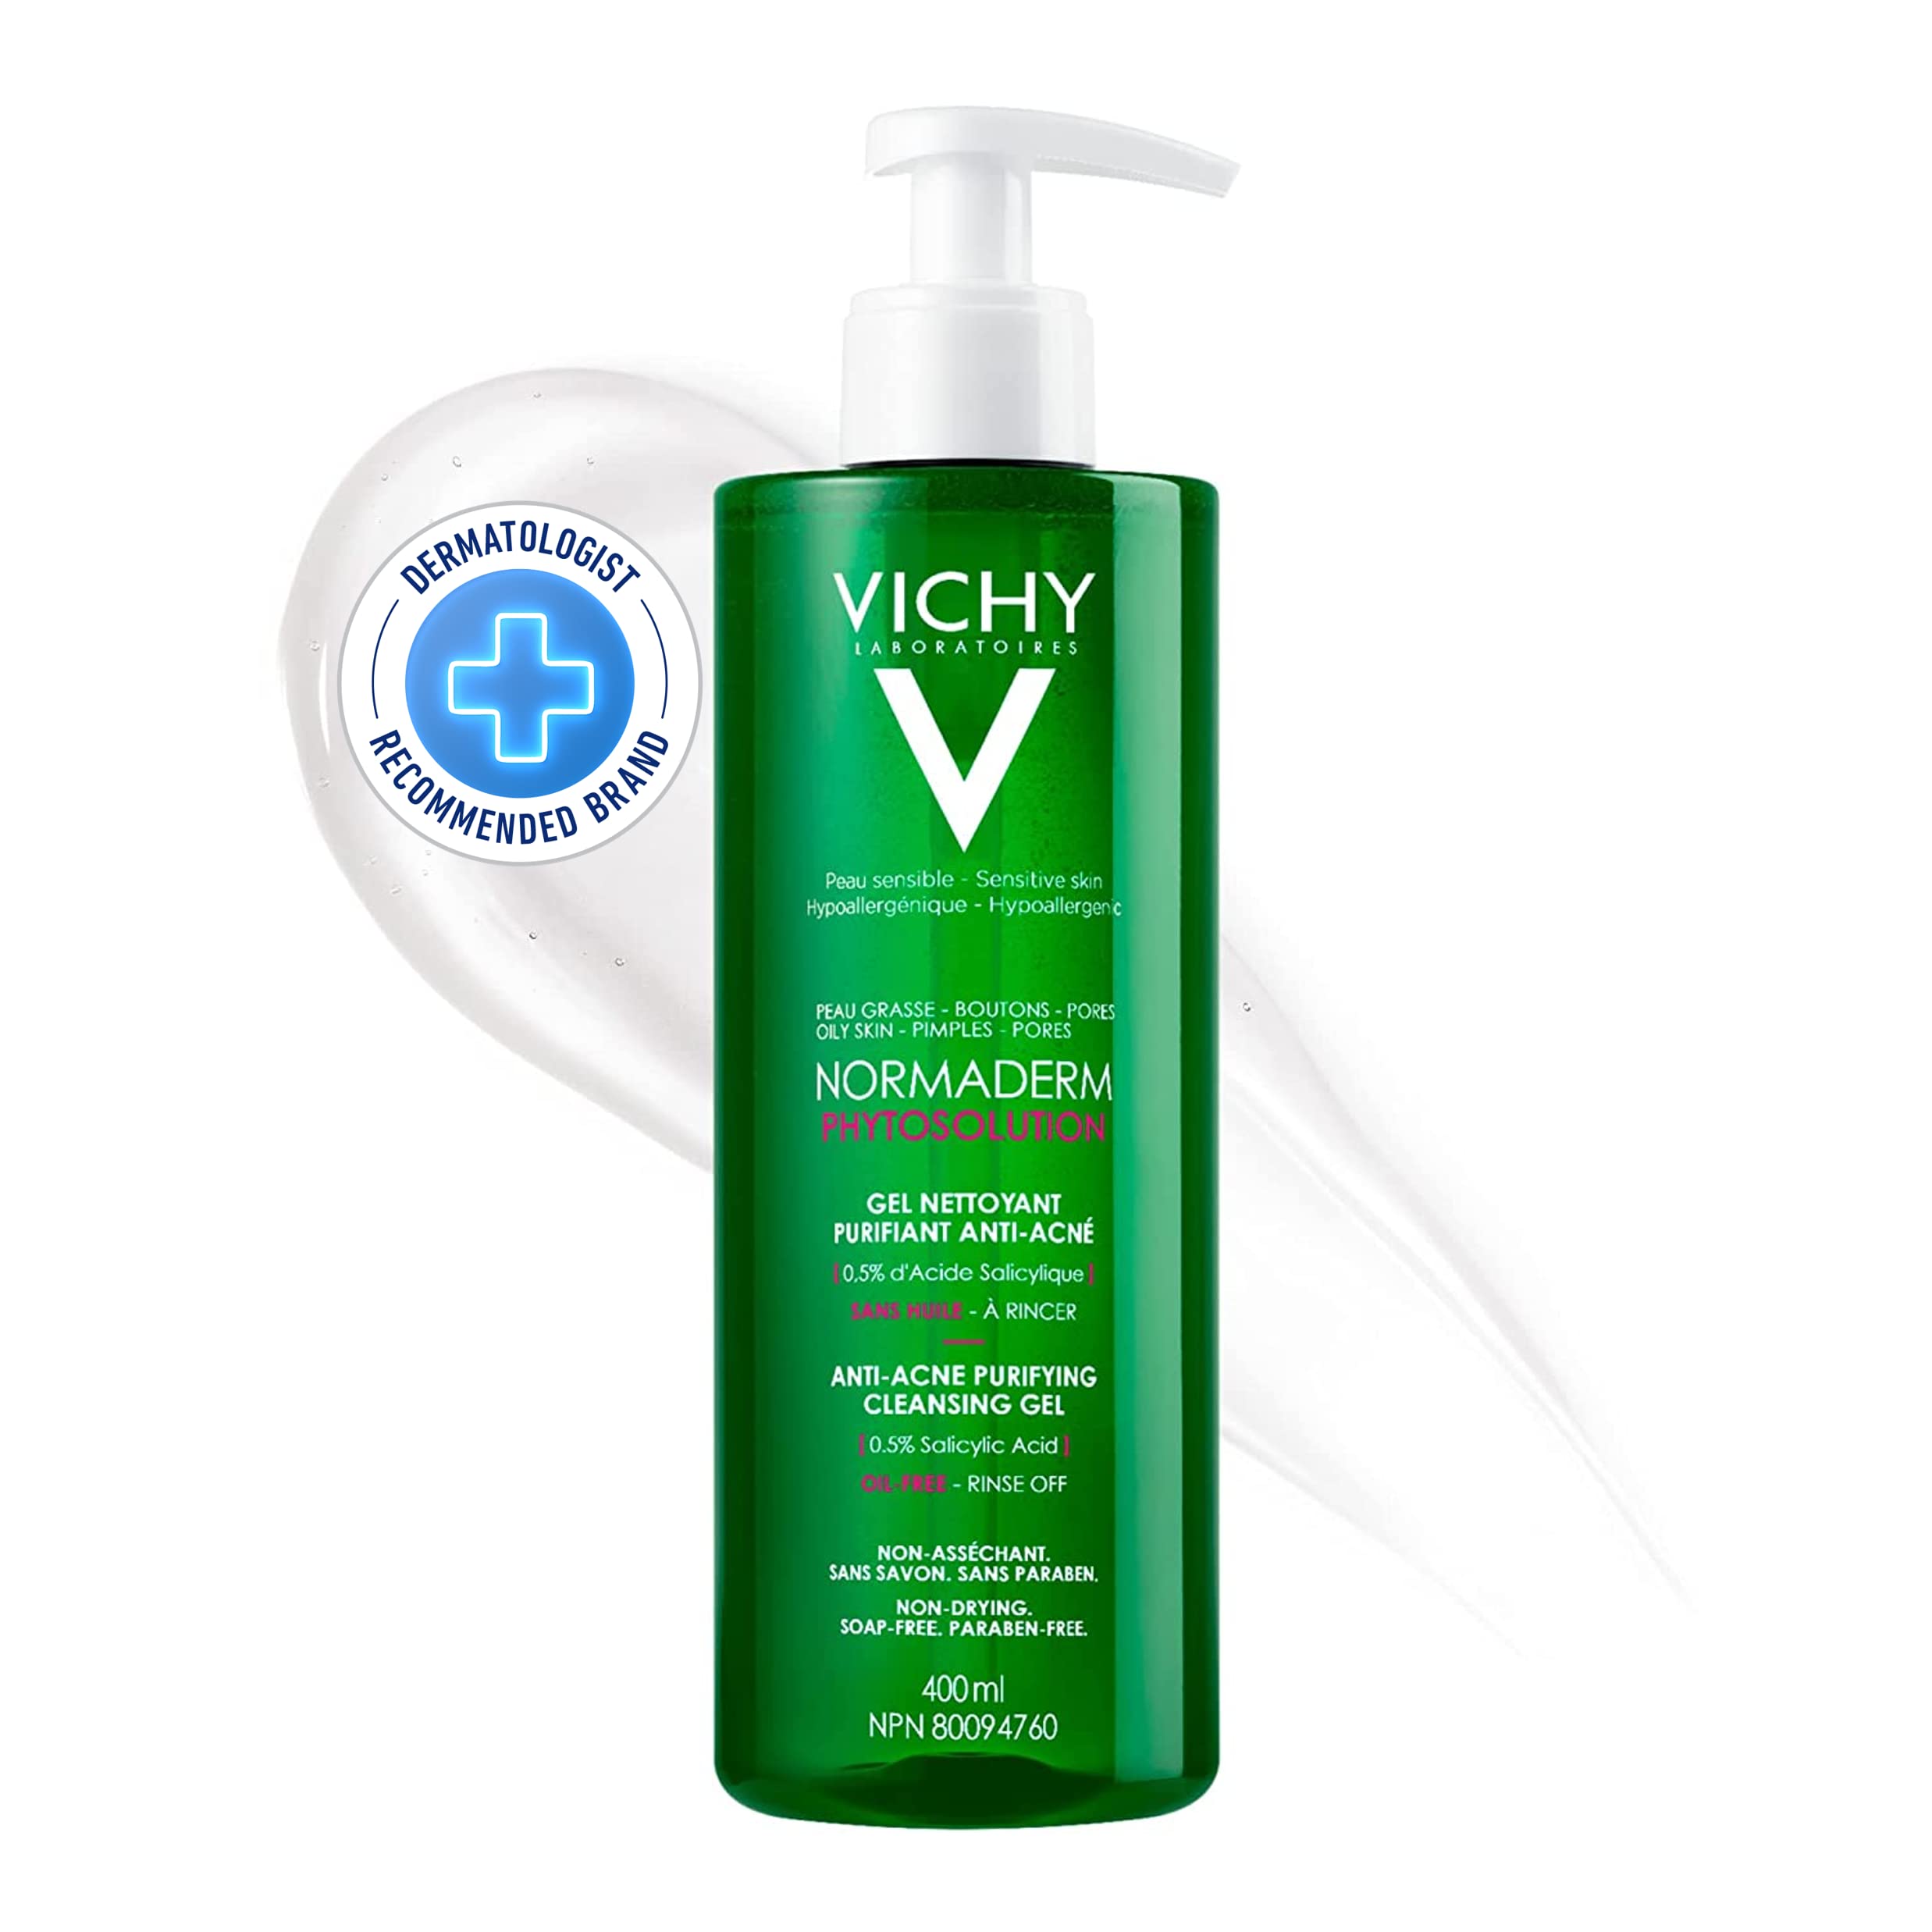 DERMATOLOGIST
RECOMMENDED BRAND
VICHY
LABORATOIRES
V
Peau sensible - Sensitive skin
Hypoallergénique - Hypoallergenic
PEAU GRASSE - BOUTONS - PORES
OILY SKIN - PIMPLES - PORES
NORMADERM
PHYTOSOLUTION
GEL NETTOYANT
PURIFIANT ANTI-ACNÉ
[0,5% d'Acide Salicylique]
SANS HUILE - À RINCER
ANTI-ACNE PURIFYING
CLEANSING GEL
[0.5% Salicylic Acid]
OIL-FREE - RINSE OFF
NON-ASSÉCHANT.
SANS SAVON. SANS PARABEN.
NON-DRYING.
SOAP-FREE. PARABEN-FREE.
400 ml
NPN 80094760